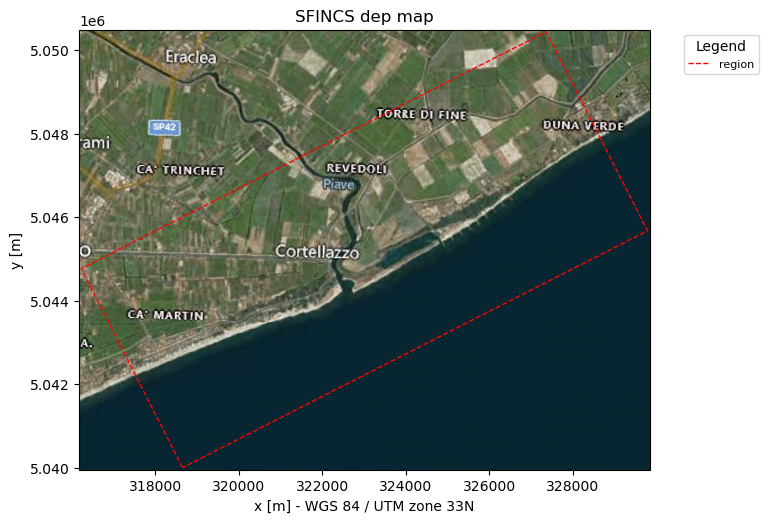 SFINCS dep map
1e6
5.050
5.048
5.046
5.044
5.042
5.040
y [m]
Eraclea
SP42
TORRE DI FINE
DUNA VERDE
rami
CA' TRINCHET
REVEDOLI
Piave
O
Cortellazzo
CA' MARTIN
A.
318000 320000 322000 324000 326000 328000
x [m] - WGS 84 / UTM zone 33N
Legend
region